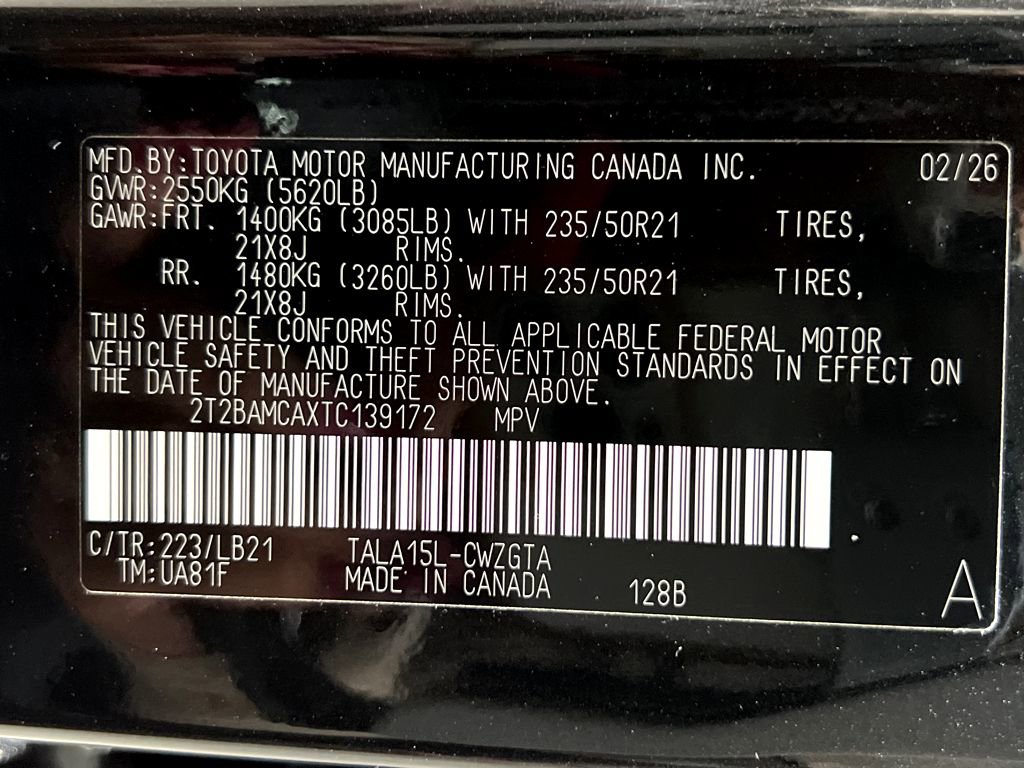 MFD.BY:TOYOTA MOTOR MANUFACTURING CANADA INC. 02/26
GVWR:2550KG (5620LB)
GAWR:FRT. 1400KG (3085LB) WITH 235/50R21 TIRES,
21X8J RIMS.
RR. 1480KG (3260LB) WITH 235/50R21 TIRES,
21X8J RIMS.
THIS VEHICLE CONFORMS TO ALL APPLICABLE FEDERAL MOTOR
VEHICLE SAFETY AND THEFT PREVENTION STANDARDS IN EFFECT ON
THE DATE OF MANUFACTURE SHOWN ABOVE.
2T2BAMCAXTC139172 MPV
C/TR:223/LB21 TALA15L-CWZGTA
TM:UA81F MADE IN CANADA 128B A